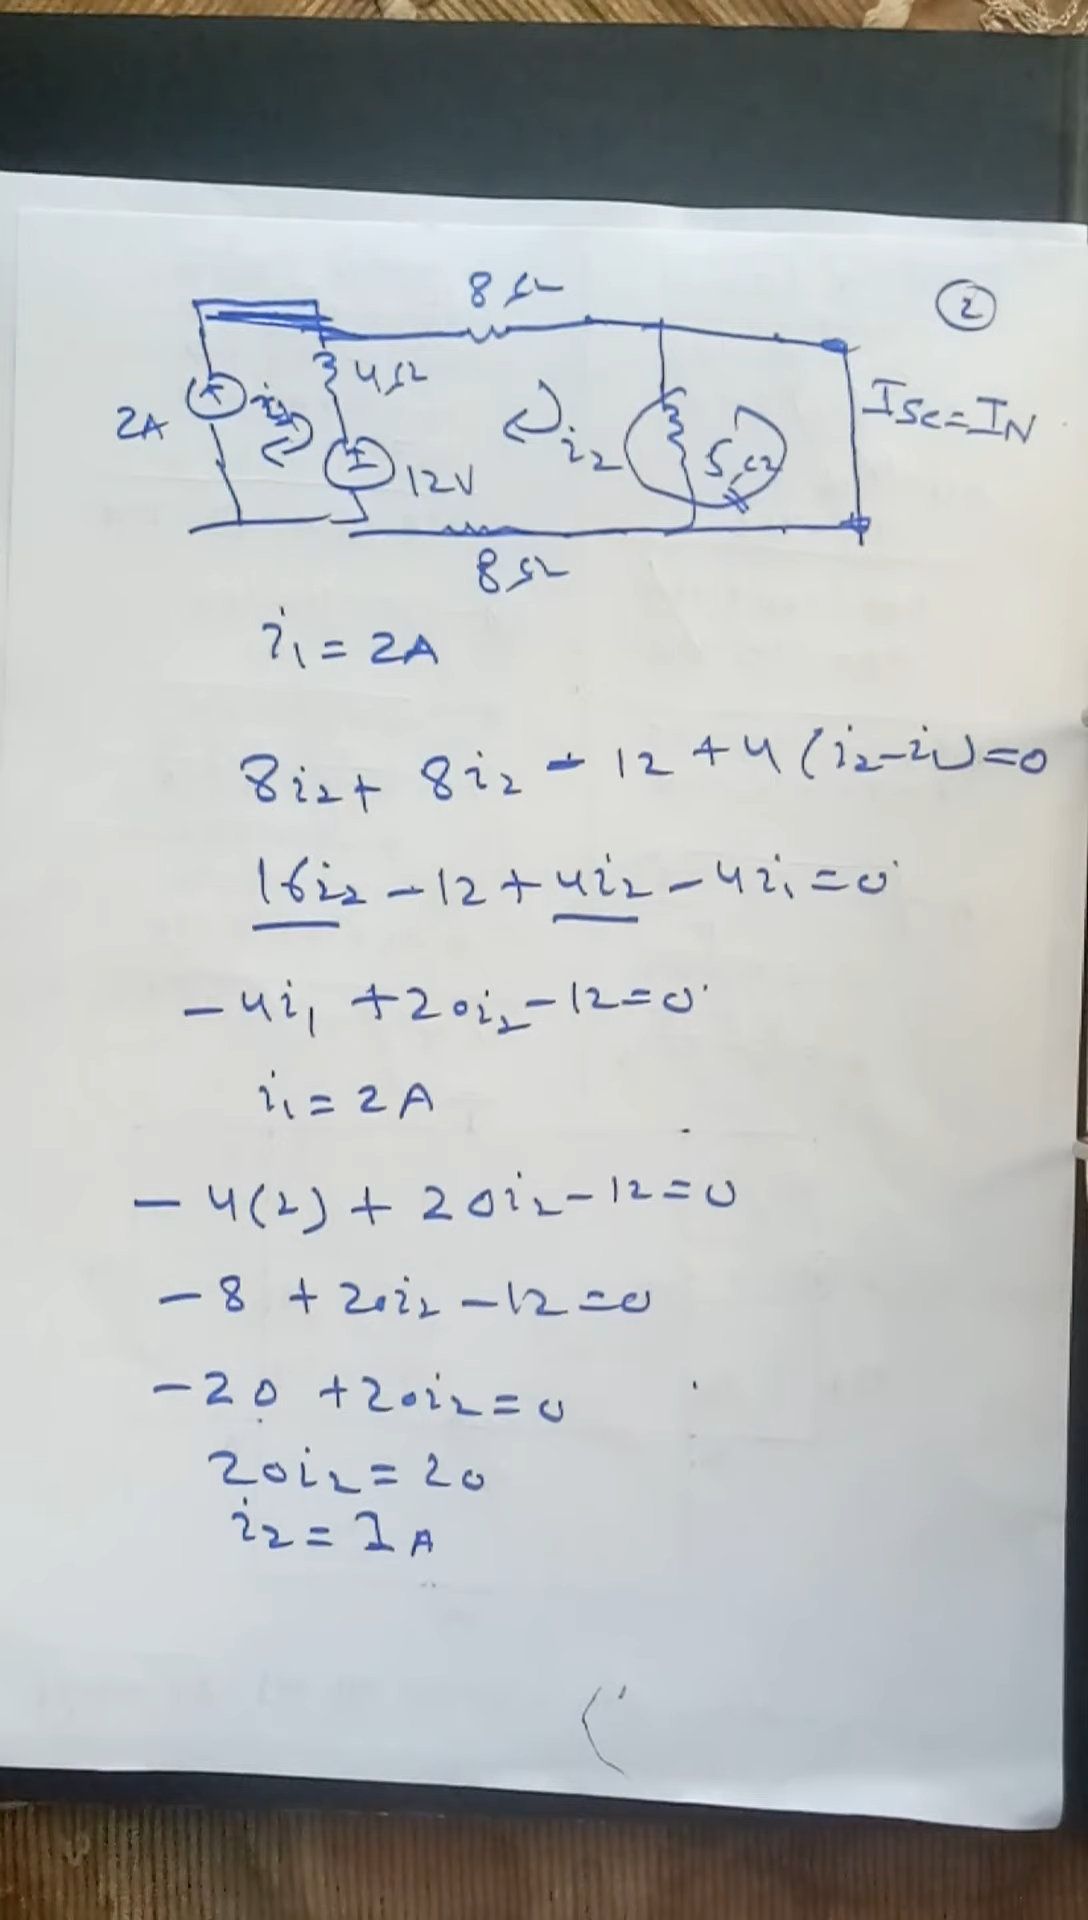 2
8Ω
4Ω
2A
i1
12V
i2
5Ω
Isc=IN
8Ω
i1 = 2A
8i2 + 8i2 - 12 + 4(i2-i1)=0
16i2 - 12 + 4i2 - 4i1 = 0
- 4i1 + 20i2 - 12 = 0
i1 = 2A
- 4(2) + 20i2 - 12 = 0
- 8 + 20i2 - 12 = 0
- 20 + 20i2 = 0
20i2 = 20
i2 = 1A